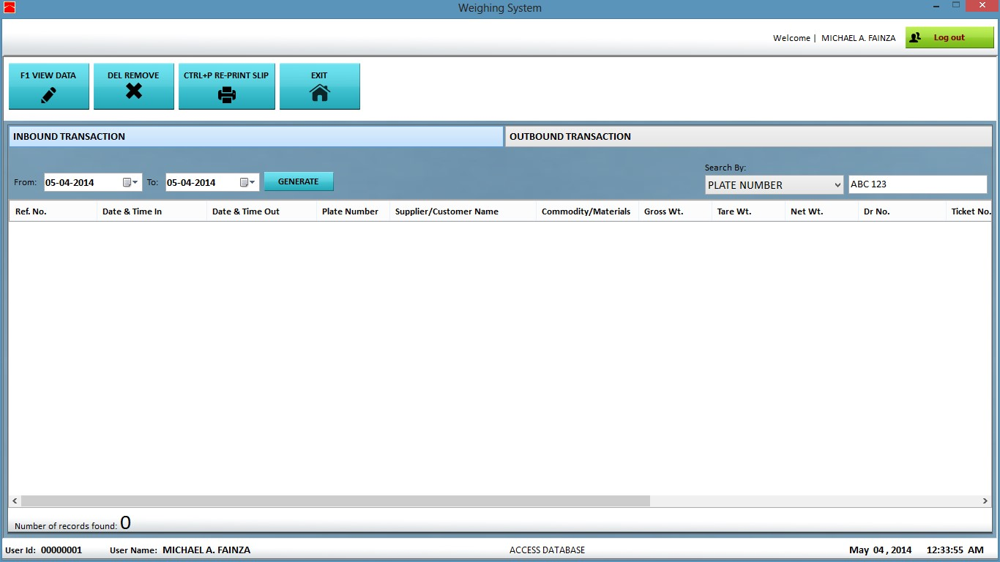 Weighing System
Welcome | MICHAEL A. FAINZA
Log out
F1 VIEW DATA
DEL REMOVE
CTRL+P RE-PRINT SLIP
EXIT
INBOUND TRANSACTION
OUTBOUND TRANSACTION
Search By:
From: 05-04-2014 To: 05-04-2014 GENERATE
PLATE NUMBER ABC 123
Ref. No. Date & Time In Date & Time Out Plate Number Supplier/Customer Name Commodity/Materials Gross Wt. Tare Wt. Net Wt. Dr No. Ticket No.
Number of records found: 0
User Id: 00000001 User Name: MICHAEL A. FAINZA ACCESS DATABASE May 04 , 2014 12:33:55 AM